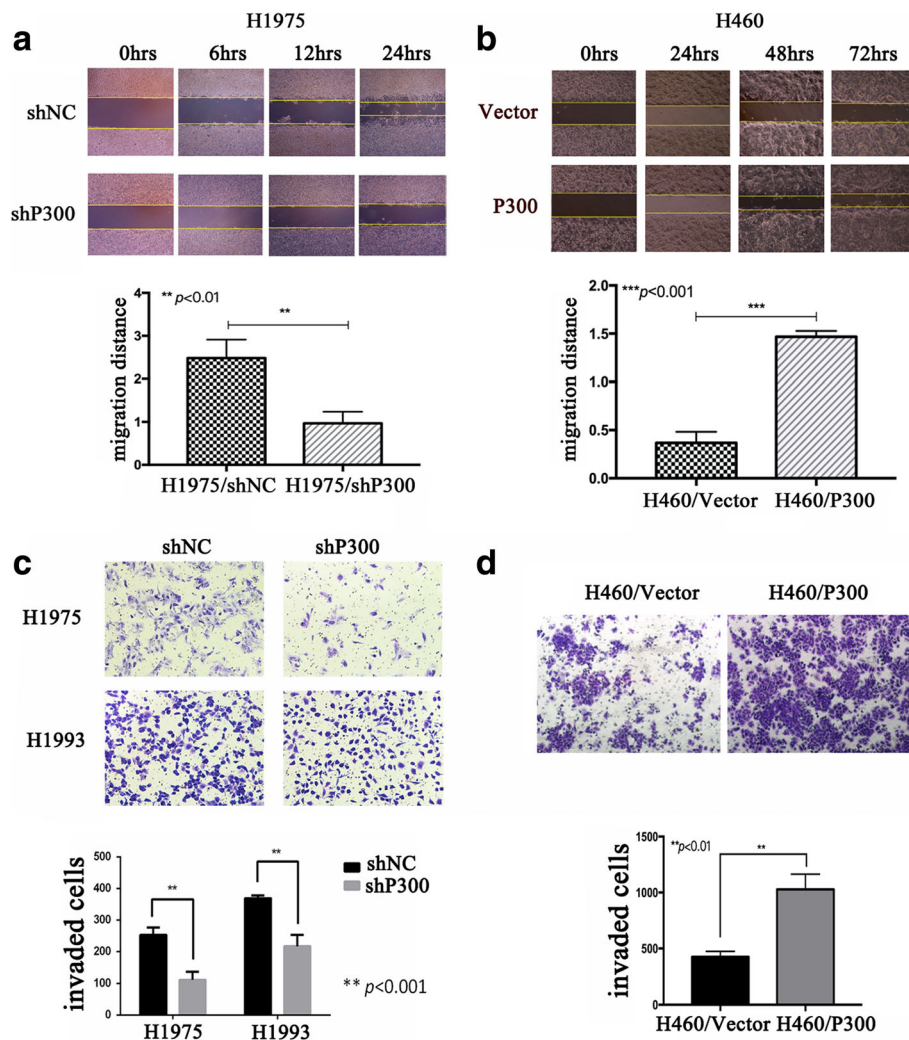 a
H1975
0hrs 6hrs 12hrs 24hrs
shNC
shP300
** p<0.01
**
migration distance
4
3
2
1
0
H1975/shNC H1975/shP300
b
H460
0hrs 24hrs 48hrs 72hrs
Vector
P300
***p<0.001
***
migration distance
2.0
1.5
1.0
0.5
0.0
H460/Vector H460/P300
c
shNC shP300
H1975
H1993
invaded cells
500
400
300
200
100
0
**
**
shNC
shP300
** p<0.001
H1975 H1993
d
H460/Vector H460/P300
**p<0.01
**
invaded cells
1500
1000
500
0
H460/Vector H460/P300